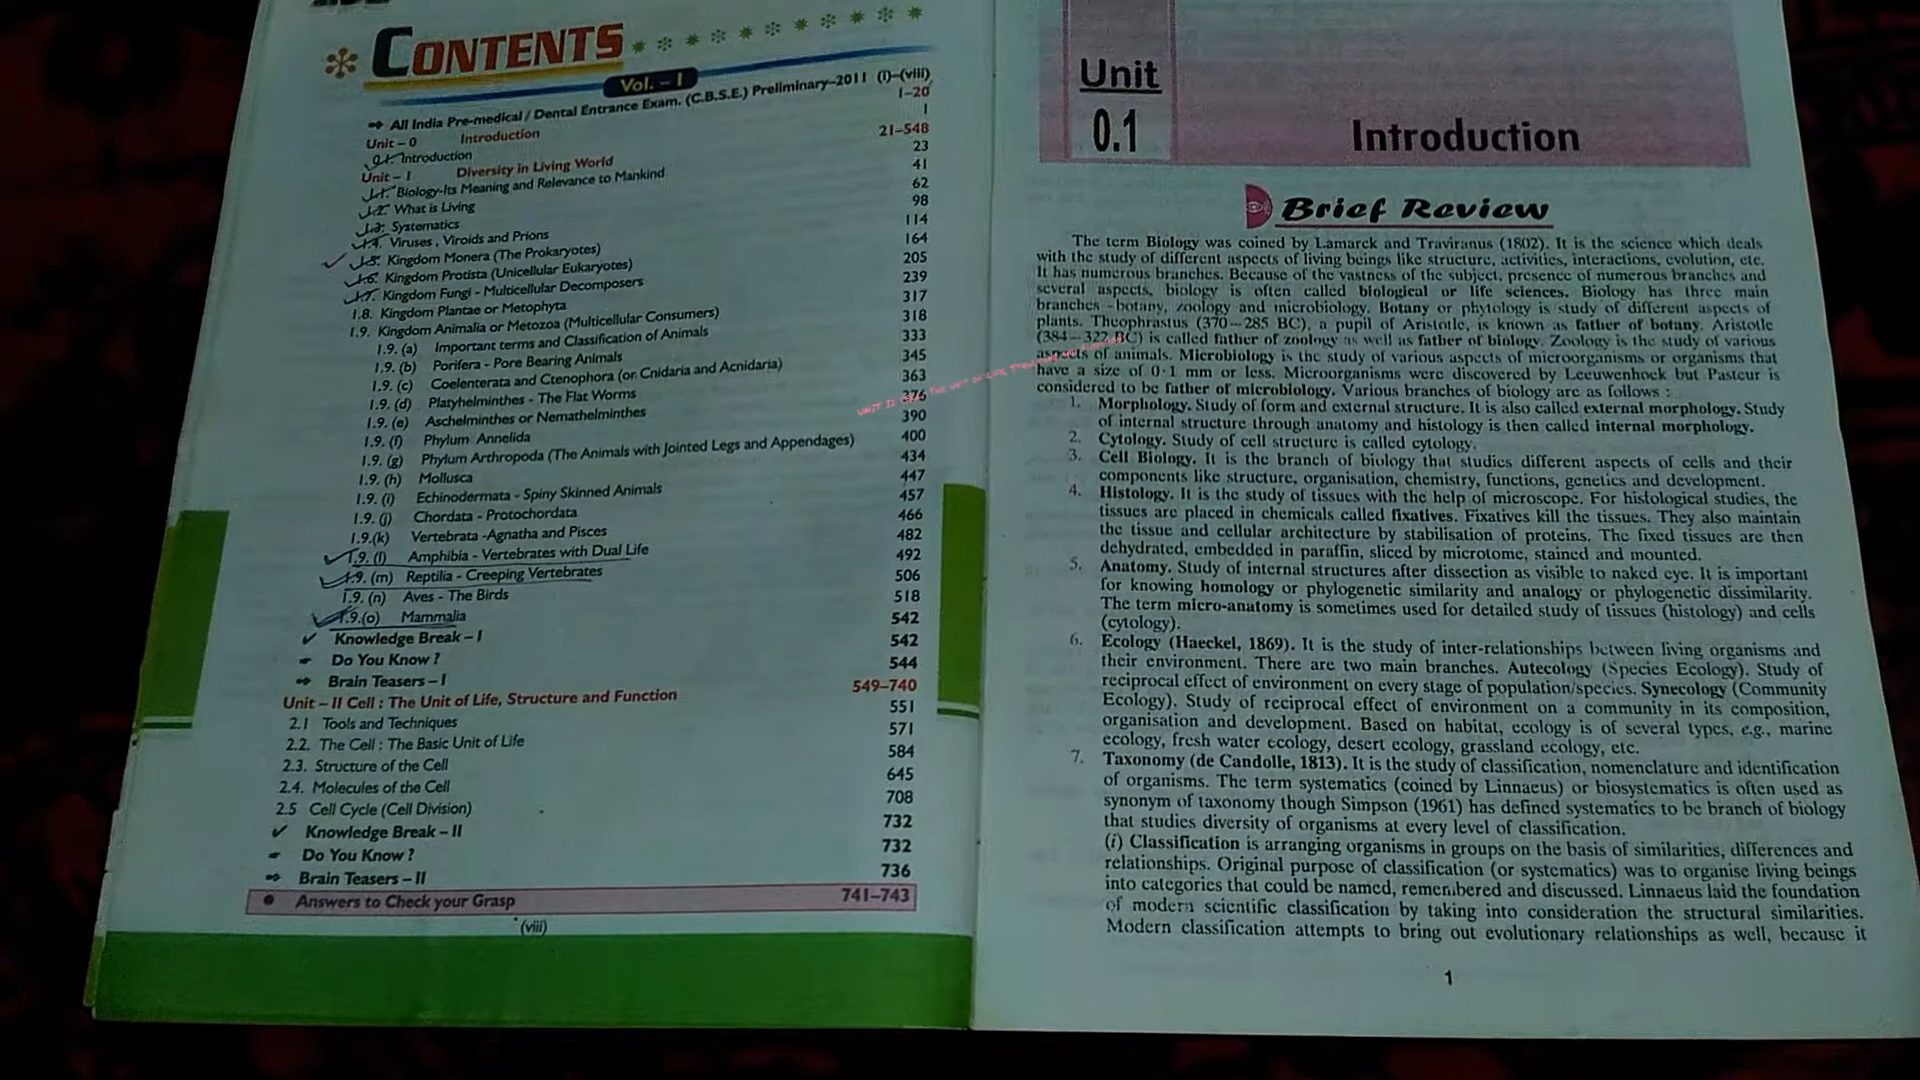 CONTENTS
Vol. – I
All India Pre-medical / Dental Entrance Exam. (C.B.S.E.) Preliminary–2011 (i)–(viii)
Unit – 0 Introduction 1–20
0.1. Introduction 1
Unit – I Diversity in Living World 21–548
1.1. Biology-Its Meaning and Relevance to Mankind 23
1.2. What is Living 41
1.3. Systematics 62
1.4. Viruses , Viroids and Prions 98
1.5. Kingdom Monera (The Prokaryotes) 114
1.6. Kingdom Protista (Unicellular Eukaryotes) 164
1.7. Kingdom Fungi - Multicellular Decomposers 205
1.8. Kingdom Plantae or Metophyta 239
1.9. Kingdom Animalia or Metozoa (Multicellular Consumers) 317
1.9. (a) Important terms and Classification of Animals 318
1.9. (b) Porifera - Pore Bearing Animals 333
1.9. (c) Coelenterata and Ctenophora (or Cnidaria and Acnidaria) 345
1.9. (d) Platyhelminthes - The Flat Worms 363
1.9. (e) Aschelminthes or Nemathelminthes 376
1.9. (f) Phylum Annelida 390
1.9. (g) Phylum Arthropoda (The Animals with Jointed Legs and Appendages) 400
1.9. (h) Mollusca 434
1.9. (i) Echinodermata - Spiny Skinned Animals 447
1.9. (j) Chordata - Protochordata 457
1.9.(k) Vertebrata -Agnatha and Pisces 466
1.9. (l) Amphibia - Vertebrates with Dual Life 482
1.9. (m) Reptilia - Creeping Vertebrates 492
1.9. (n) Aves - The Birds 506
1.9.(o) Mammalia 518
Knowledge Break – I 542
Do You Know ? 542
Brain Teasers – I 544
Unit – II Cell : The Unit of Life, Structure and Function 549–740
2.1 Tools and Techniques 551
2.2. The Cell : The Basic Unit of Life 571
2.3. Structure of the Cell 584
2.4. Molecules of the Cell 645
2.5 Cell Cycle (Cell Division) 708
Knowledge Break – II 732
Do You Know ? 732
Brain Teasers – II 736
Answers to Check your Grasp 741–743
(viii)
UNIT II CELL THE UNIT OF LIFE, STRUCTURE AND FUNCTION
Unit
0.1
Introduction
Brief Review
The term Biology was coined by Lamarck and Traviranus (1802). It is the science which deals
with the study of different aspects of living beings like structure, activities, interactions, evolution, etc.
It has numerous branches. Because of the vastness of the subject, presence of numerous branches and
several aspects, biology is often called biological or life sciences. Biology has three main
branches -botany, zoology and microbiology. Botany or phytology is study of different aspects of
plants. Theophrastus (370–285 BC), a pupil of Aristotle, is known as father of botany. Aristotle
(384–322 BC) is called father of zoology as well as father of biology. Zoology is the study of various
aspects of animals. Microbiology is the study of various aspects of microorganisms or organisms that
have a size of 0·1 mm or less. Microorganisms were discovered by Leeuwenhoek but Pasteur is
considered to be father of microbiology. Various branches of biology are as follows :
1. Morphology. Study of form and external structure. It is also called external morphology. Study
of internal structure through anatomy and histology is then called internal morphology.
2. Cytology. Study of cell structure is called cytology.
3. Cell Biology. It is the branch of biology that studies different aspects of cells and their
components like structure, organisation, chemistry, functions, genetics and development.
4. Histology. It is the study of tissues with the help of microscope. For histological studies, the
tissues are placed in chemicals called fixatives. Fixatives kill the tissues. They also maintain
the tissue and cellular architecture by stabilisation of proteins. The fixed tissues are then
dehydrated, embedded in paraffin, sliced by microtome, stained and mounted.
5. Anatomy. Study of internal structures after dissection as visible to naked eye. It is important
for knowing homology or phylogenetic similarity and analogy or phylogenetic dissimilarity.
The term micro-anatomy is sometimes used for detailed study of tissues (histology) and cells
(cytology).
6. Ecology (Haeckel, 1869). It is the study of inter-relationships between living organisms and
their environment. There are two main branches. Autecology (Species Ecology). Study of
reciprocal effect of environment on every stage of population/species. Synecology (Community
Ecology). Study of reciprocal effect of environment on a community in its composition,
organisation and development. Based on habitat, ecology is of several types, e.g., marine
ecology, fresh water ecology, desert ecology, grassland ecology, etc.
7. Taxonomy (de Candolle, 1813). It is the study of classification, nomenclature and identification
of organisms. The term systematics (coined by Linnaeus) or biosystematics is often used as
synonym of taxonomy though Simpson (1961) has defined systematics to be branch of biology
that studies diversity of organisms at every level of classification.
(i) Classification is arranging organisms in groups on the basis of similarities, differences and
relationships. Original purpose of classification (or systematics) was to organise living beings
into categories that could be named, remembered and discussed. Linnaeus laid the foundation
of modern scientific classification by taking into consideration the structural similarities.
Modern classification attempts to bring out evolutionary relationships as well, because it
1